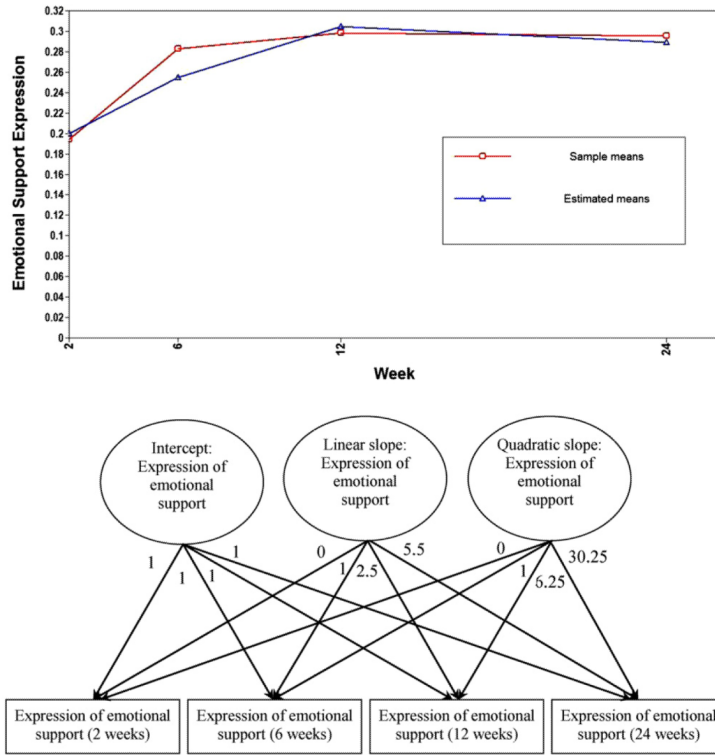 0.32
0.3
0.28
0.26
0.24
0.22
0.2
0.18
0.16
0.14
0.12
0.1
0.08
0.06
0.04
0.02
0
Emotional Support Expression
Sample means
Estimated means
2
6
12
24
Week
Intercept:
Expression of
emotional
support
Linear slope:
Expression of
emotional
support
Quadratic slope:
Expression of
emotional
support
1
1
1
1
0
1
2.5
5.5
0
1
6.25
30.25
Expression of emotional
support (2 weeks)
Expression of emotional
support (6 weeks)
Expression of emotional
support (12 weeks)
Expression of emotional
support (24 weeks)